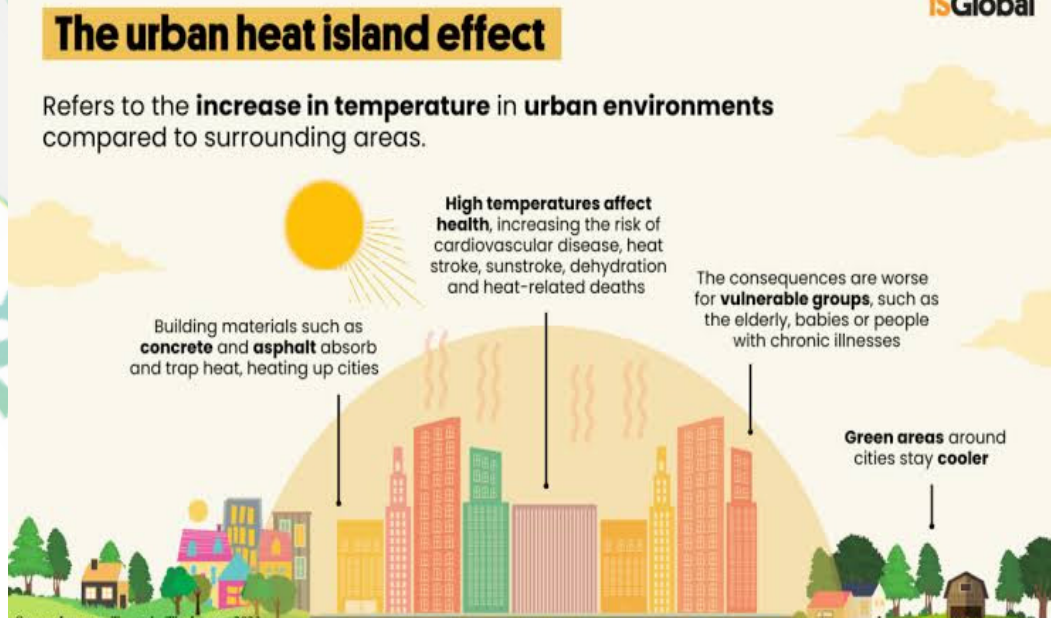 ISGlobal
The urban heat island effect
Refers to the increase in temperature in urban environments
compared to surrounding areas.
High temperatures affect
health, increasing the risk of
cardiovascular disease, heat
stroke, sunstroke, dehydration
and heat-related deaths
The consequences are worse
for vulnerable groups, such as
the elderly, babies or people
with chronic illnesses
Building materials such as
concrete and asphalt absorb
and trap heat, heating up cities
Green areas around
cities stay cooler